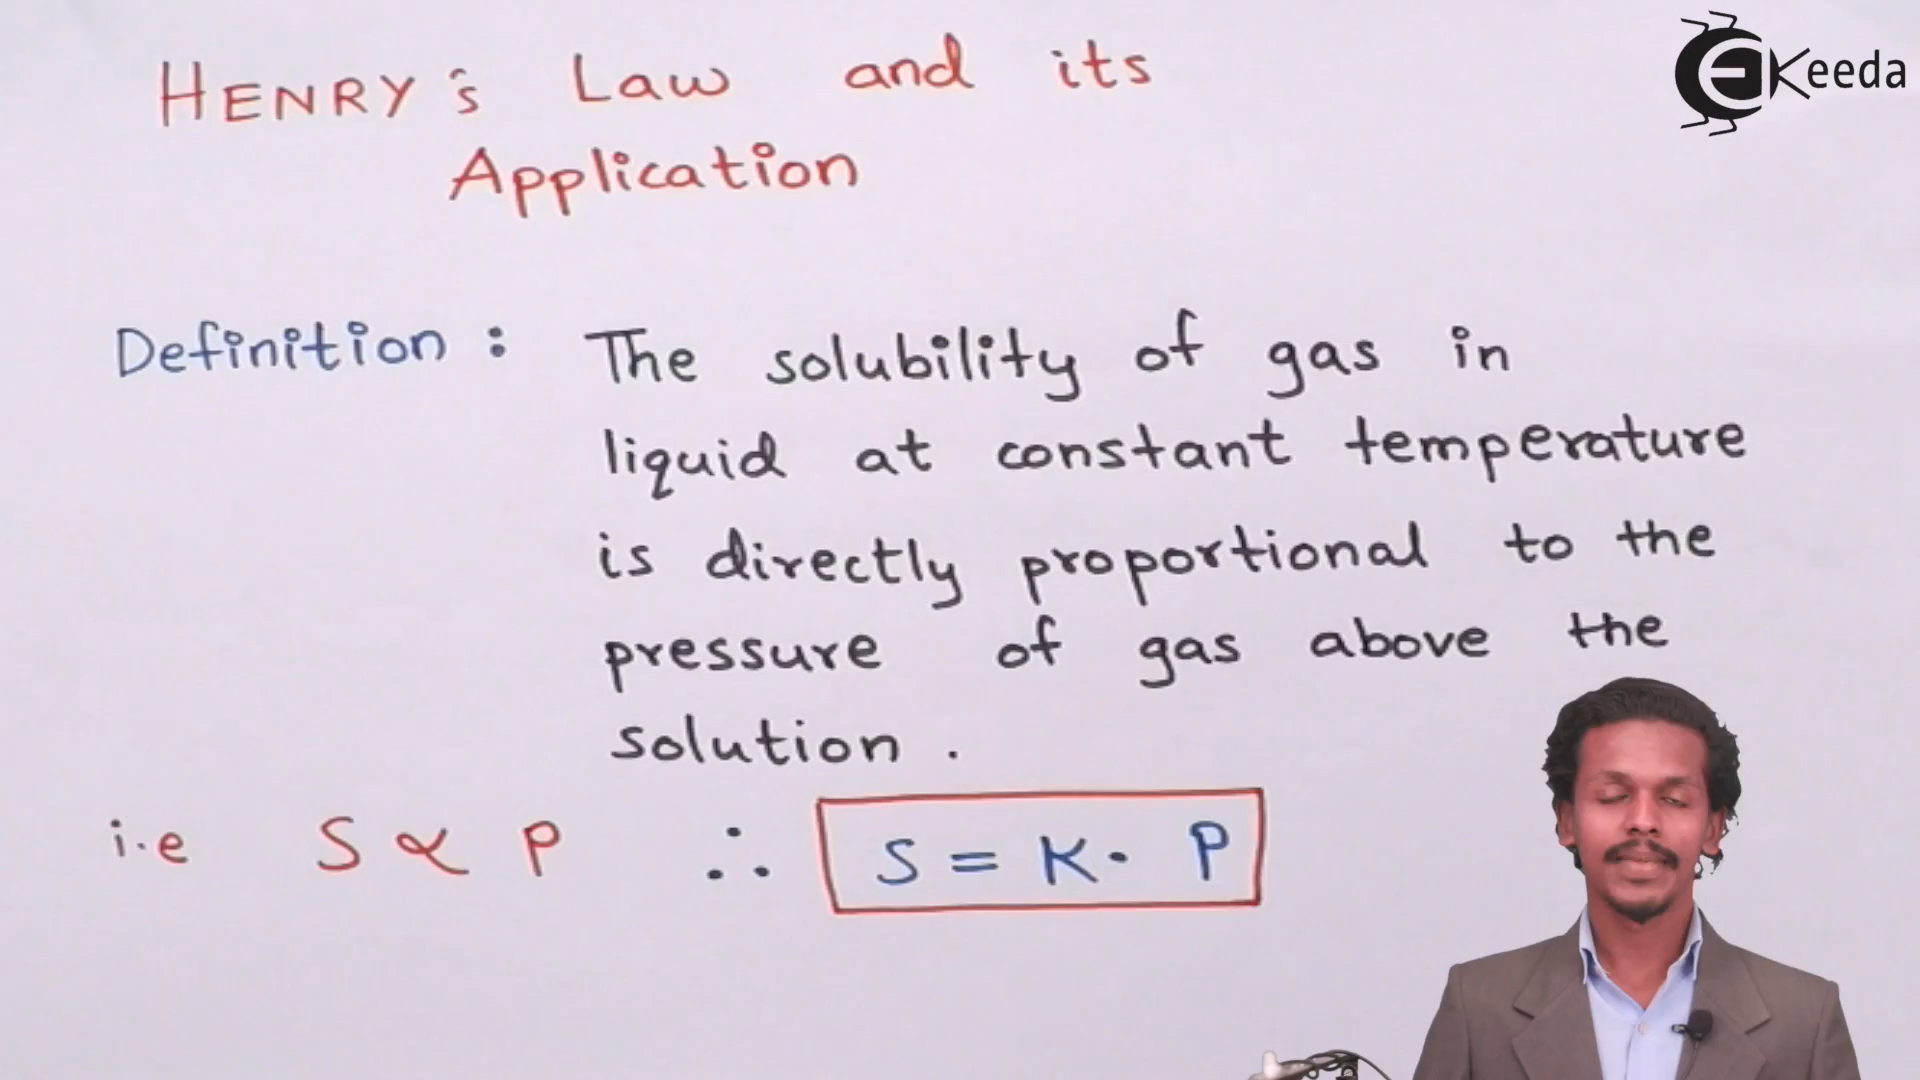 HENRY's Law and its
Application
EKeeda
Definition : The solubility of gas in
liquid at constant temperature
is directly proportional to the
pressure of gas above the
solution .
i.e S ∝ P ∴ S = K · P